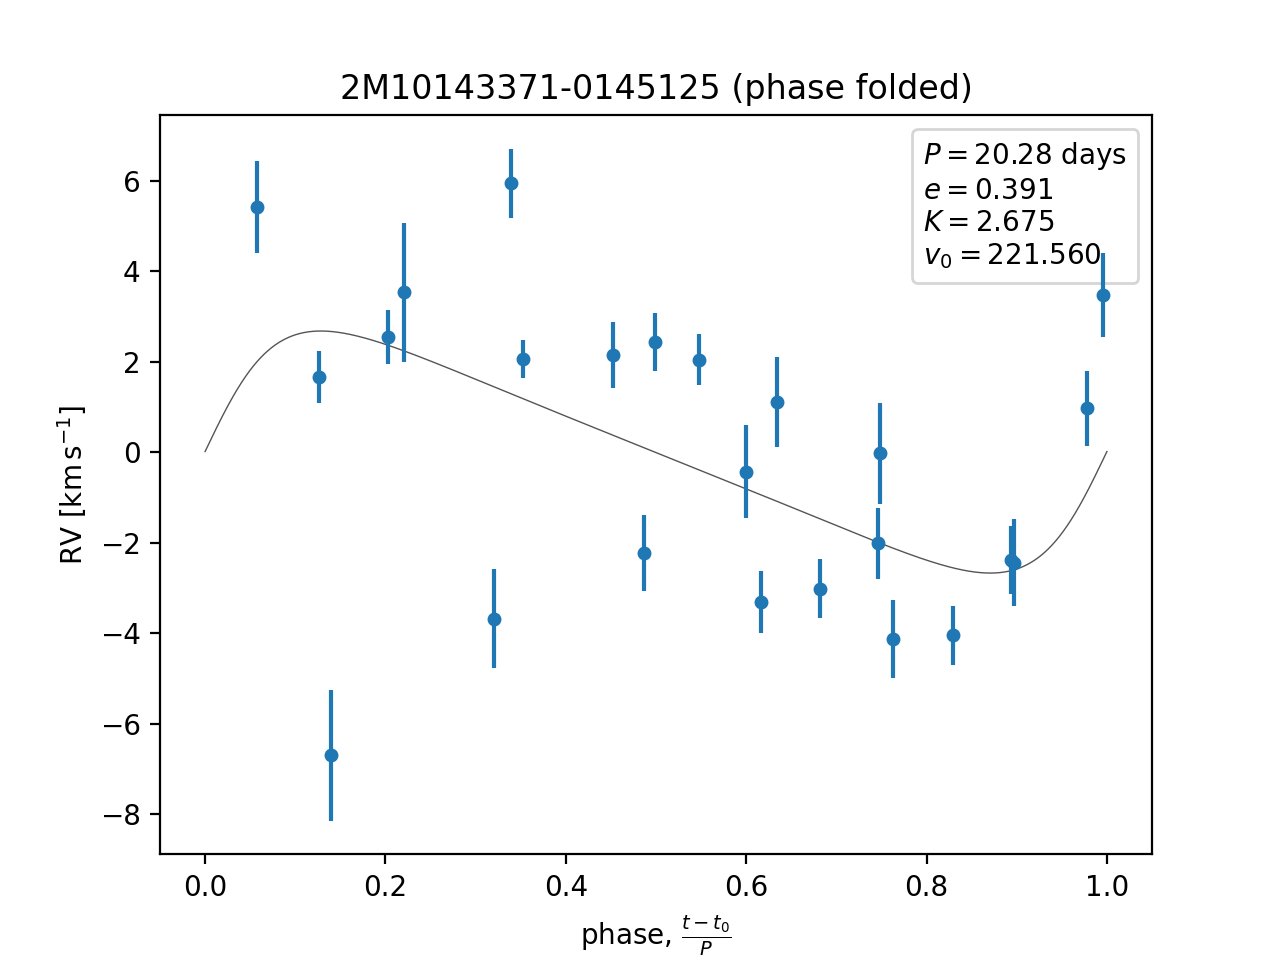 2M10143371-0145125 (phase folded)
P = 20.28 days
e = 0.391
K = 2.675
v₀ = 221.560
6
4
2
0
−2
−4
−6
−8
RV [km s⁻¹]
0.0 0.2 0.4 0.6 0.8 1.0
phase, (t − t₀)/P